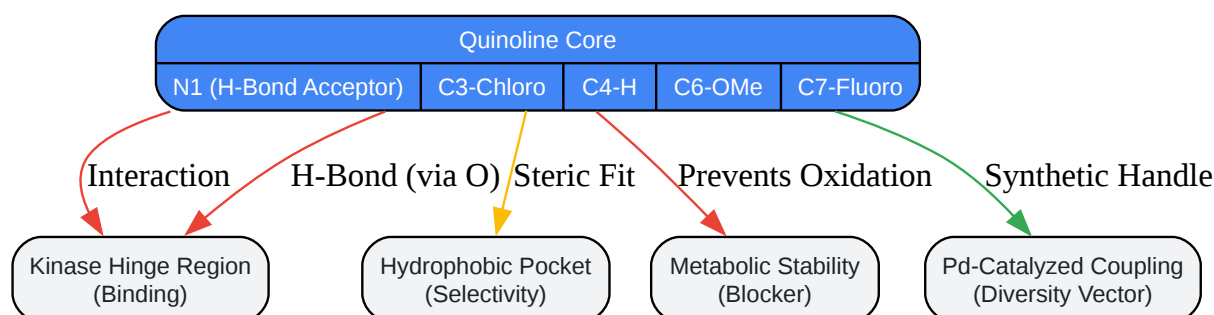 Quinoline Core
N1 (H-Bond Acceptor) C3-Chloro C4-H C6-OMe C7-Fluoro
Interaction H-Bond (via O) Steric Fit Prevents Oxidation Synthetic Handle
Kinase Hinge Region Hydrophobic Pocket Metabolic Stability Pd-Catalyzed Coupling
(Binding) (Selectivity) (Blocker) (Diversity Vector)